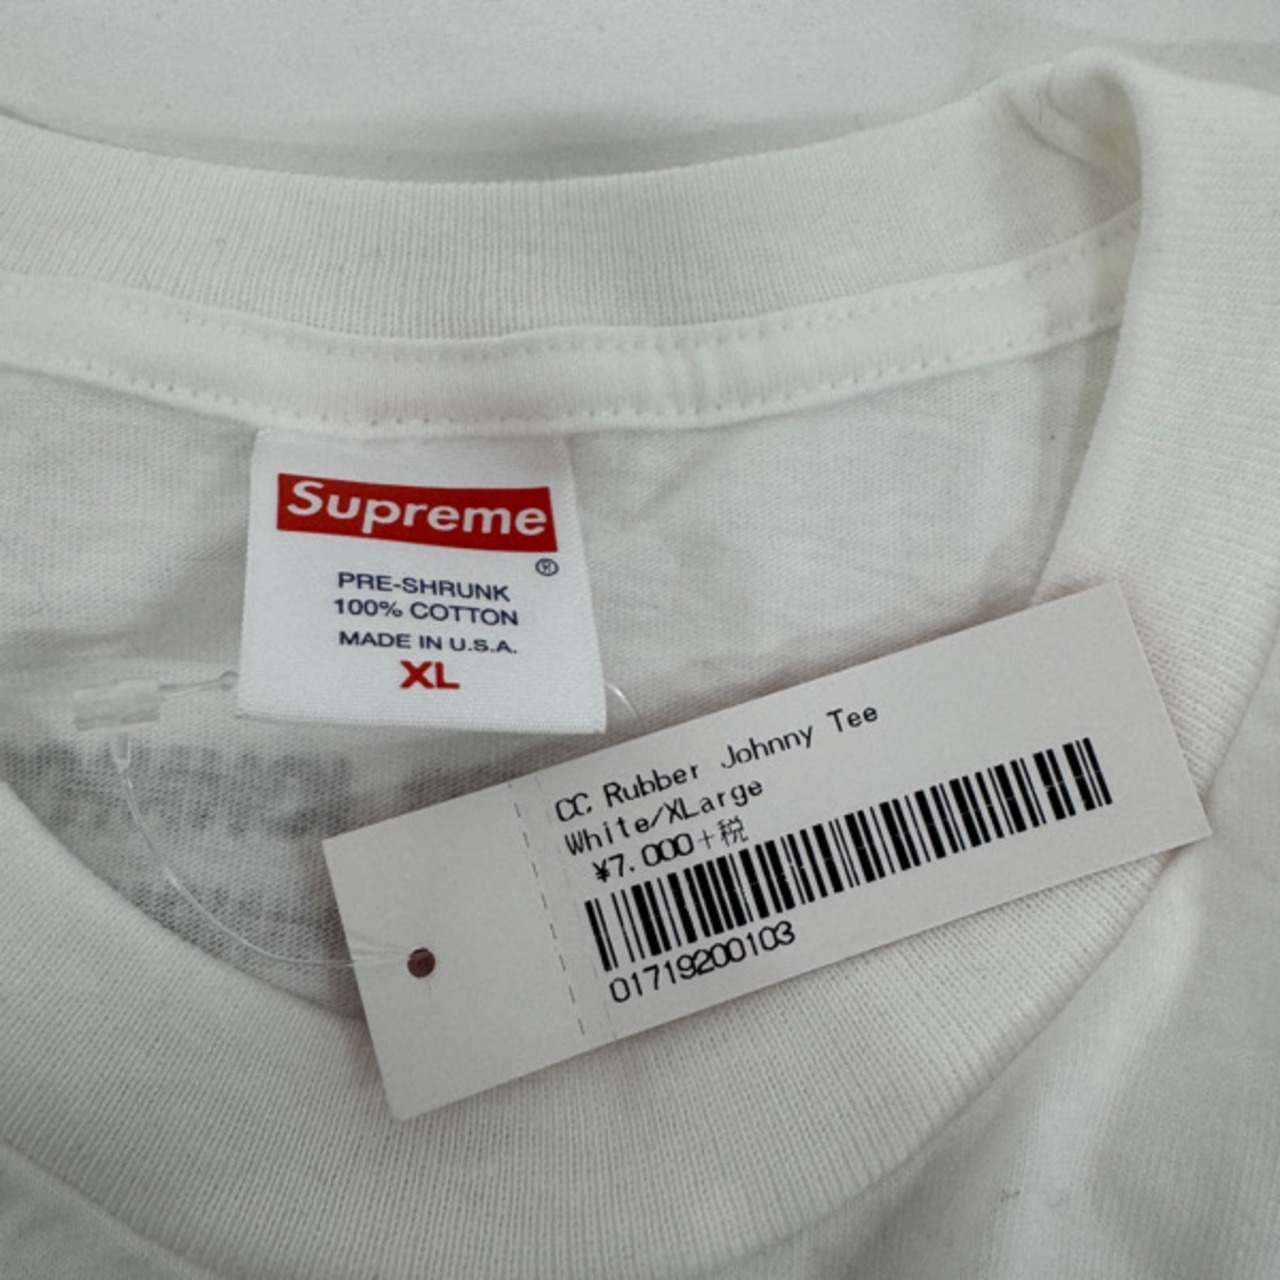 Supreme
®
PRE-SHRUNK
100% COTTON
MADE IN U.S.A.
XL
CC Rubber Johnny Tee
White/XLarge
¥7.000+税
01719200103